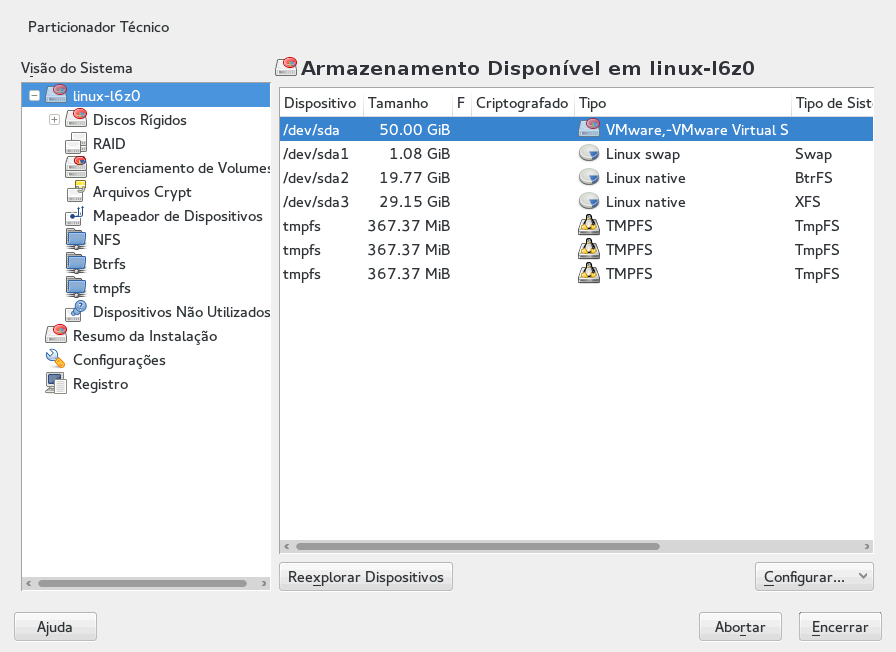 Particionador Técnico
Visão do Sistema
linux-l6z0
Discos Rígidos
RAID
Gerenciamento de Volumes
Arquivos Crypt
Mapeador de Dispositivos
NFS
Btrfs
tmpfs
Dispositivos Não Utilizados
Resumo da Instalação
Configurações
Registro
Armazenamento Disponível em linux-l6z0
Dispositivo Tamanho F Criptografado Tipo Tipo de Sist
/dev/sda 50.00 GiB VMware,-VMware Virtual S
/dev/sda1 1.08 GiB Linux swap Swap
/dev/sda2 19.77 GiB Linux native BtrFS
/dev/sda3 29.15 GiB Linux native XFS
tmpfs 367.37 MiB TMPFS TmpFS
tmpfs 367.37 MiB TMPFS TmpFS
tmpfs 367.37 MiB TMPFS TmpFS
Reexplorar Dispositivos Configurar...
Ajuda Abortar Encerrar